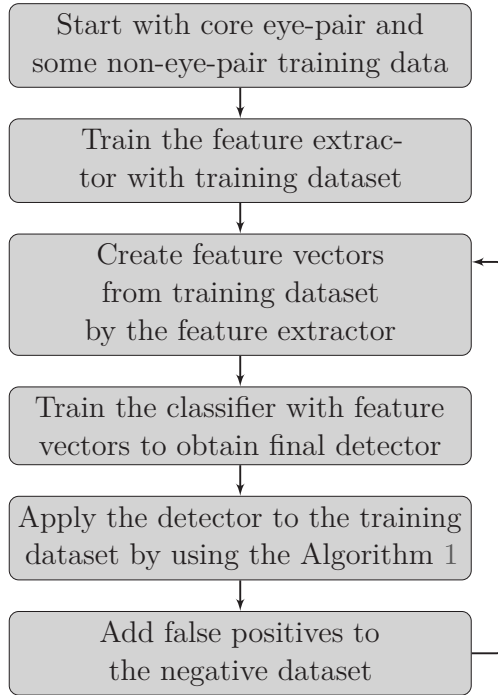 Start with core eye-pair and
some non-eye-pair training data
Train the feature extrac-
tor with training dataset
Create feature vectors
from training dataset
by the feature extractor
Train the classifier with feature
vectors to obtain final detector
Apply the detector to the training
dataset by using the Algorithm 1
Add false positives to
the negative dataset